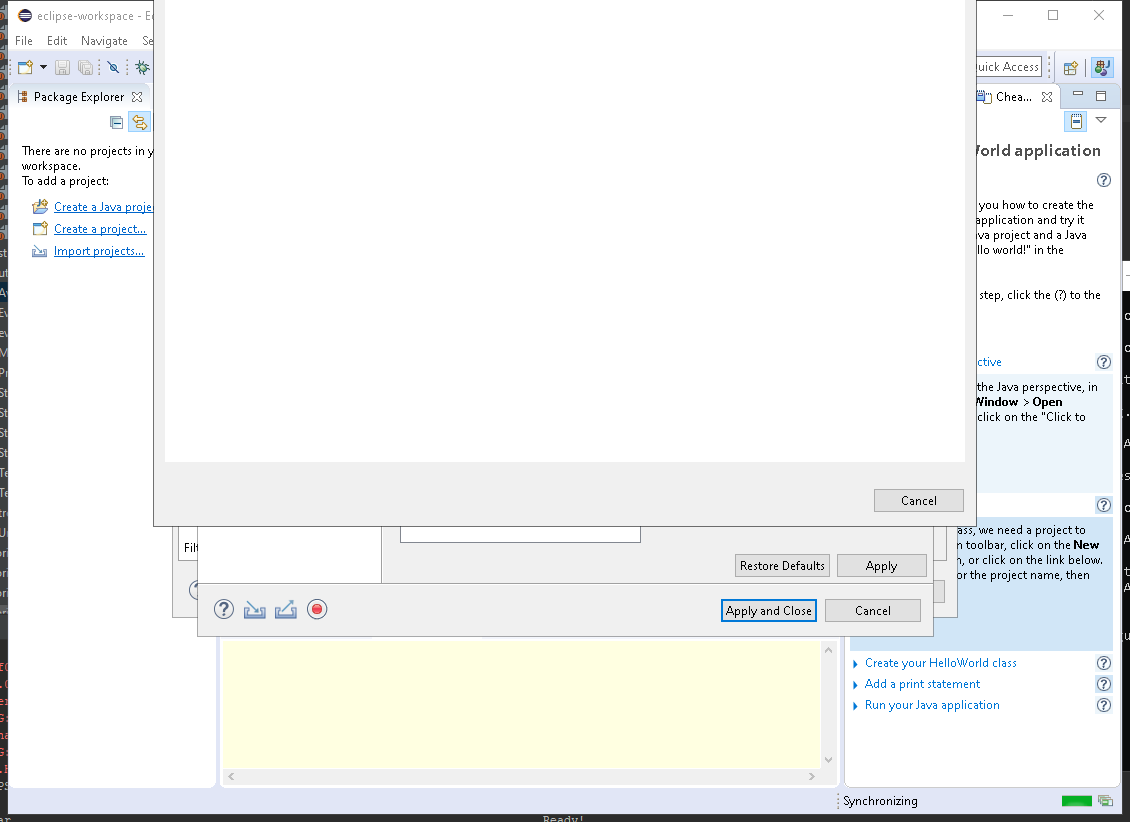 eclipse-workspace - E
File Edit Navigate Se
Quick Access
Package Explorer
Chea...
There are no projects in y
workspace.
To add a project:
Create a Java proje
Create a project...
Import projects...
World application
you how to create the
application and try it
ava project and a Java
llo world!" in the
step, click the (?) to the
ctive
the Java perspective, in
Window > Open
click on the "Click to
Cancel
ass, we need a project to
n toolbar, click on the New
n, or click on the link below.
or the project name, then
Filt
Restore Defaults
Apply
Apply and Close
Cancel
Create your HelloWorld class
Add a print statement
Run your Java application
Synchronizing
Ready!